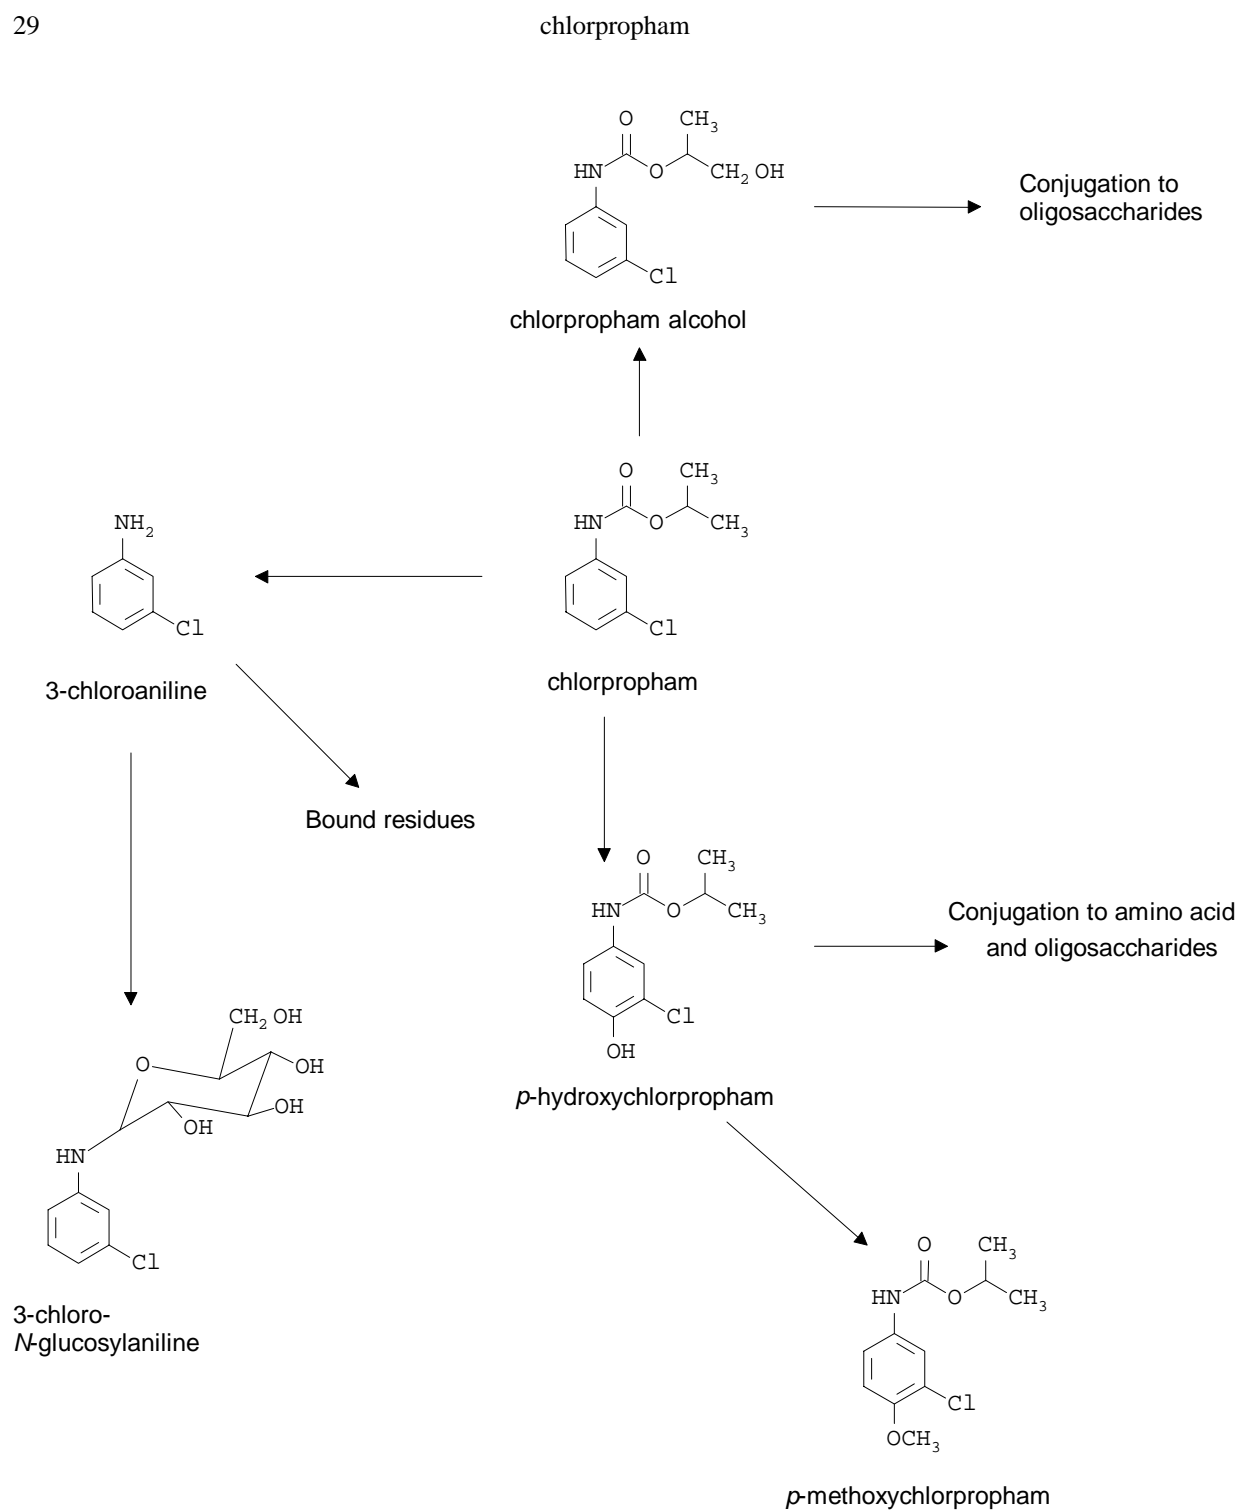 29
chlorpropham
O
CH3
HN
O
CH2 OH
Cl
chlorpropham alcohol
Conjugation to
oligosaccharides
O
CH3
HN
O
CH3
Cl
chlorpropham
NH2
Cl
3-chloroaniline
Bound residues
O
CH3
HN
O
CH3
Cl
OH
p-hydroxychlorpropham
Conjugation to amino acid
and oligosaccharides
CH2 OH
O
OH
OH
OH
HN
Cl
3-chloro-
N-glucosylaniline
O
CH3
HN
O
CH3
Cl
OCH3
p-methoxychlorpropham